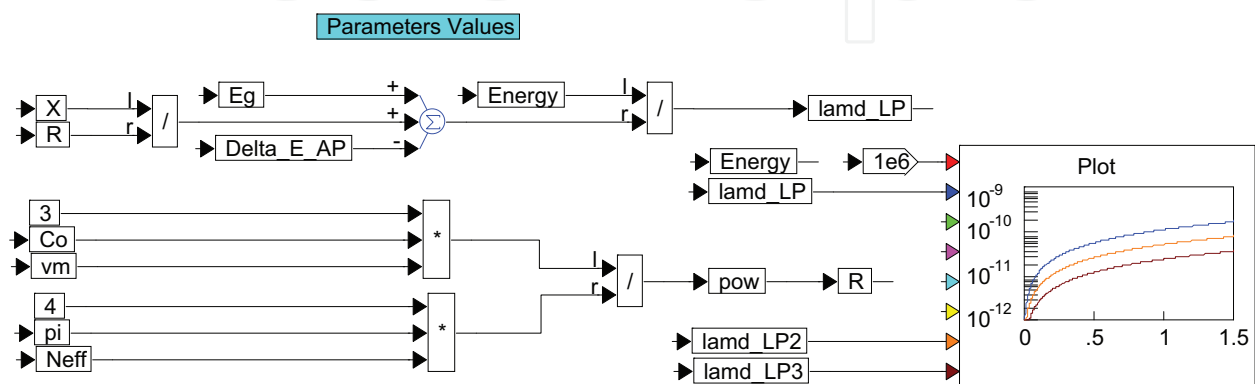 Parameters Values
X l
R r
/
Eg +
+
Delta_E_AP -
Σ
Energy l
r
/
lamd_LP
Energy 1e6
lamd_LP
3
Co
vm
*
4
pi
Neff
*
l
r
/
pow R
lamd_LP2
lamd_LP3
Plot
10-9
10-10
10-11
10-12
0 .5 1 1.5